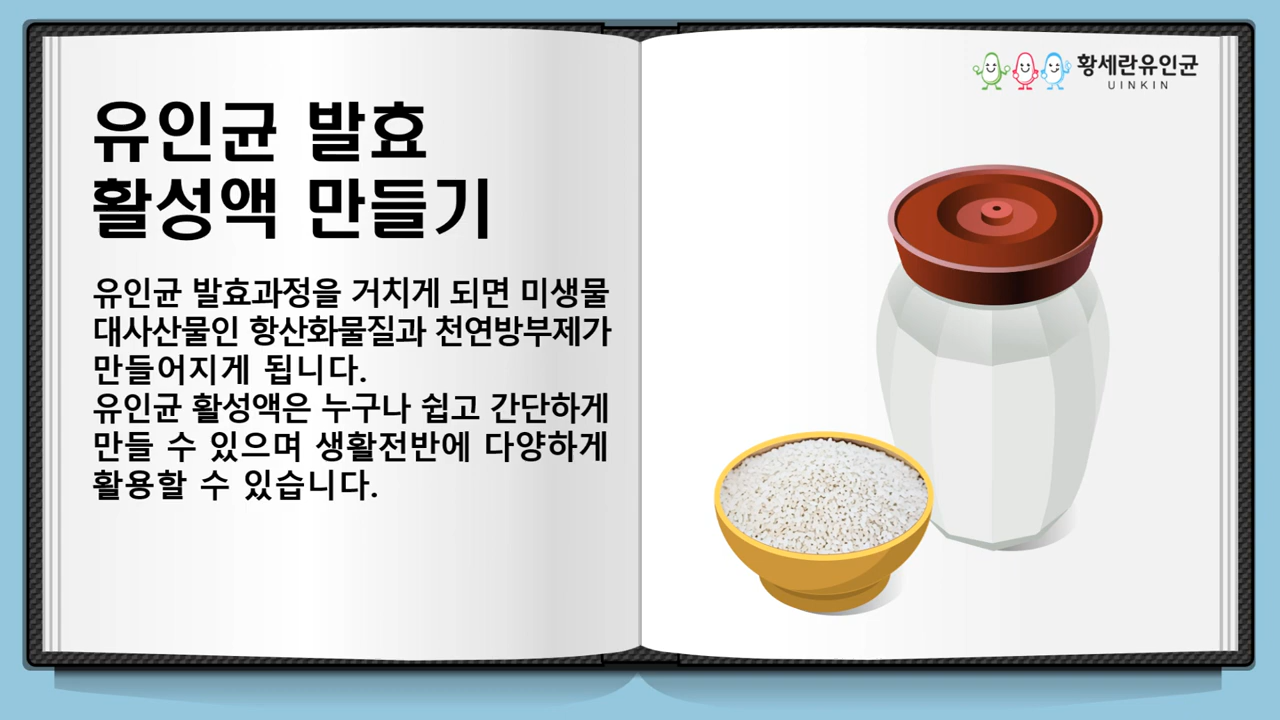 황세란유인균
UINKIN
유인균 발효
활성액 만들기
유인균 발효과정을 거치게 되면 미생물
대사산물인 항산화물질과 천연방부제가
만들어지게 됩니다.
유인균 활성액은 누구나 쉽고 간단하게
만들 수 있으며 생활전반에 다양하게
활용할 수 있습니다.